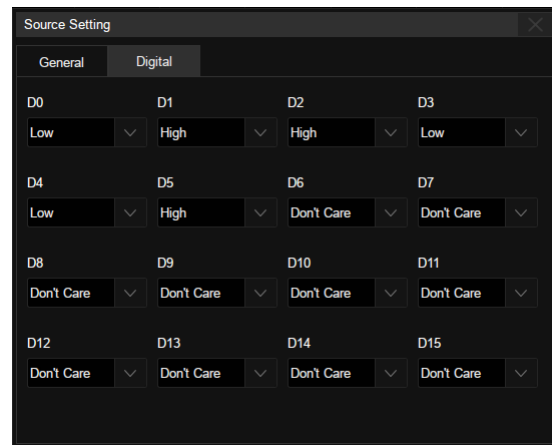 Source Setting
General Digital
D0 D1 D2 D3
Low High High Low
D4 D5 D6 D7
Low High Don't Care Don't Care
D8 D9 D10 D11
Don't Care Don't Care Don't Care Don't Care
D12 D13 D14 D15
Don't Care Don't Care Don't Care Don't Care